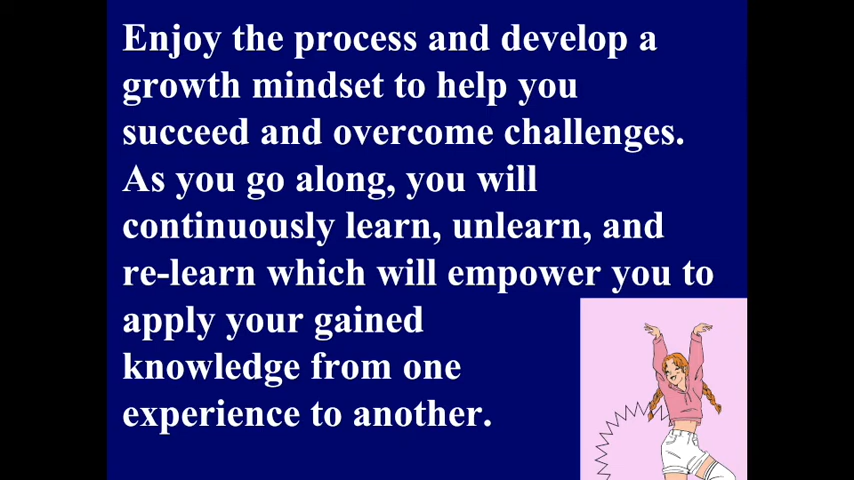 Enjoy the process and develop a
growth mindset to help you
succeed and overcome challenges.
As you go along, you will
continuously learn, unlearn, and
re-learn which will empower you to
apply your gained
knowledge from one
experience to another.